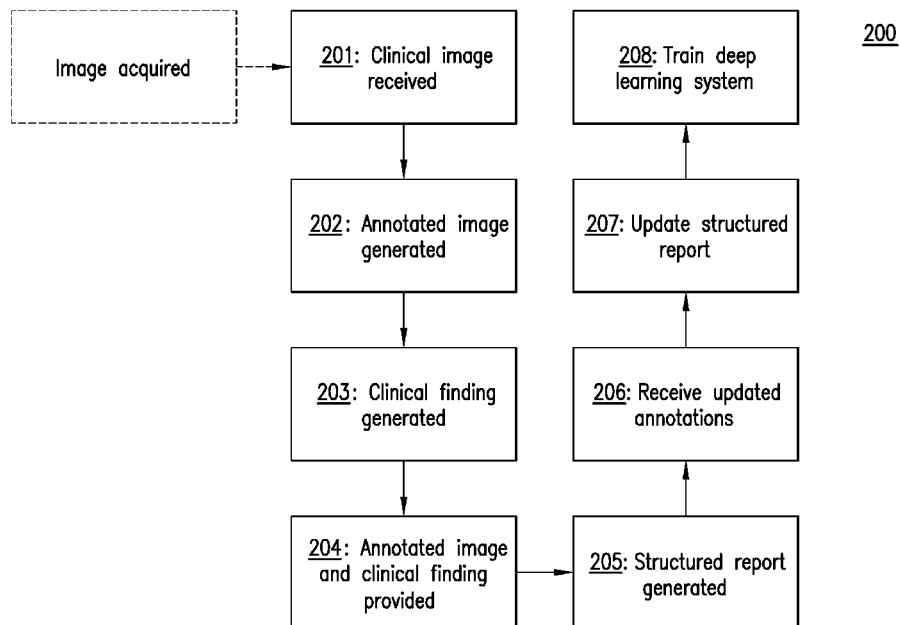 Image acquired
201: Clinical image
received
202: Annotated image
generated
203: Clinical finding
generated
204: Annotated image
and clinical finding
provided
205: Structured report
generated
206: Receive updated
annotations
207: Update structured
report
208: Train deep
learning system
200